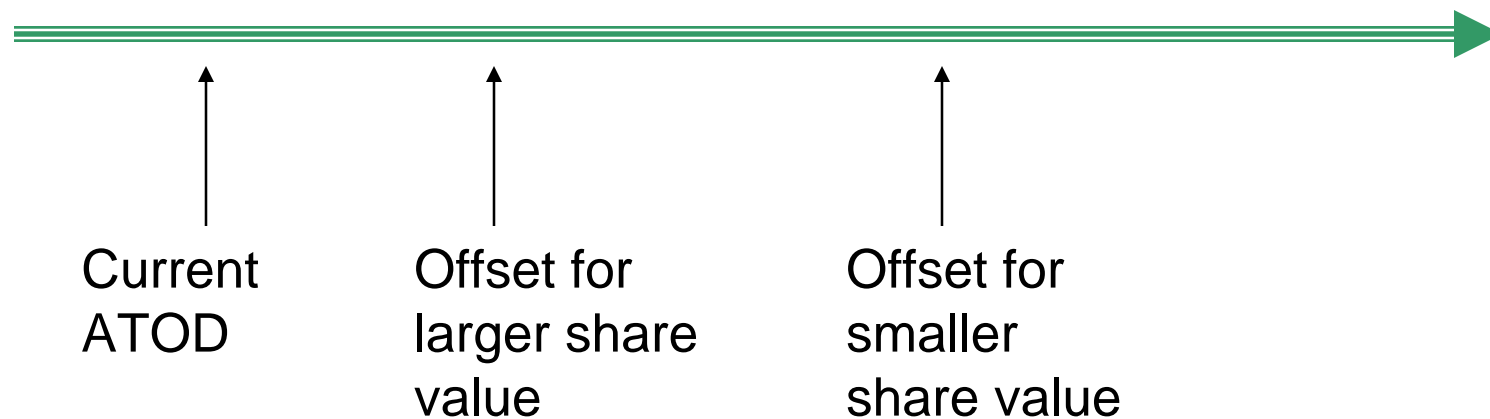 Current
ATOD
Offset for
larger share
value
Offset for
smaller
share value